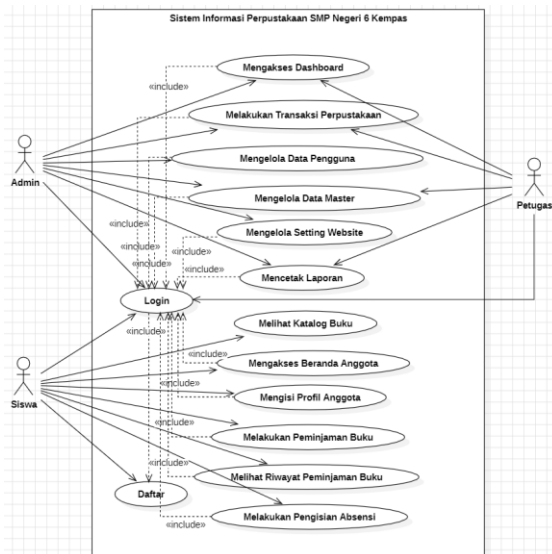 Sistem Informasi Perpustakaan SMP Negeri 6 Kempas
Mengakses Dashboard
«include»
Melakukan Transaksi Perpustakaan
Mengelola Data Pengguna
Admin
Petugas
Mengelola Data Master
«include»
Mengelola Setting Website
«include»
«include»
«include»
Mencetak Laporan
Login
Melihat Katalog Buku
«include»
«include»
Mengakses Beranda Anggota
Siswa
Mengisi Profil Anggota
«include»
Melakukan Peminjaman Buku
«include»
Melihat Riwayat Peminjaman Buku
Daftar
Melakukan Pengisian Absensi
«include»